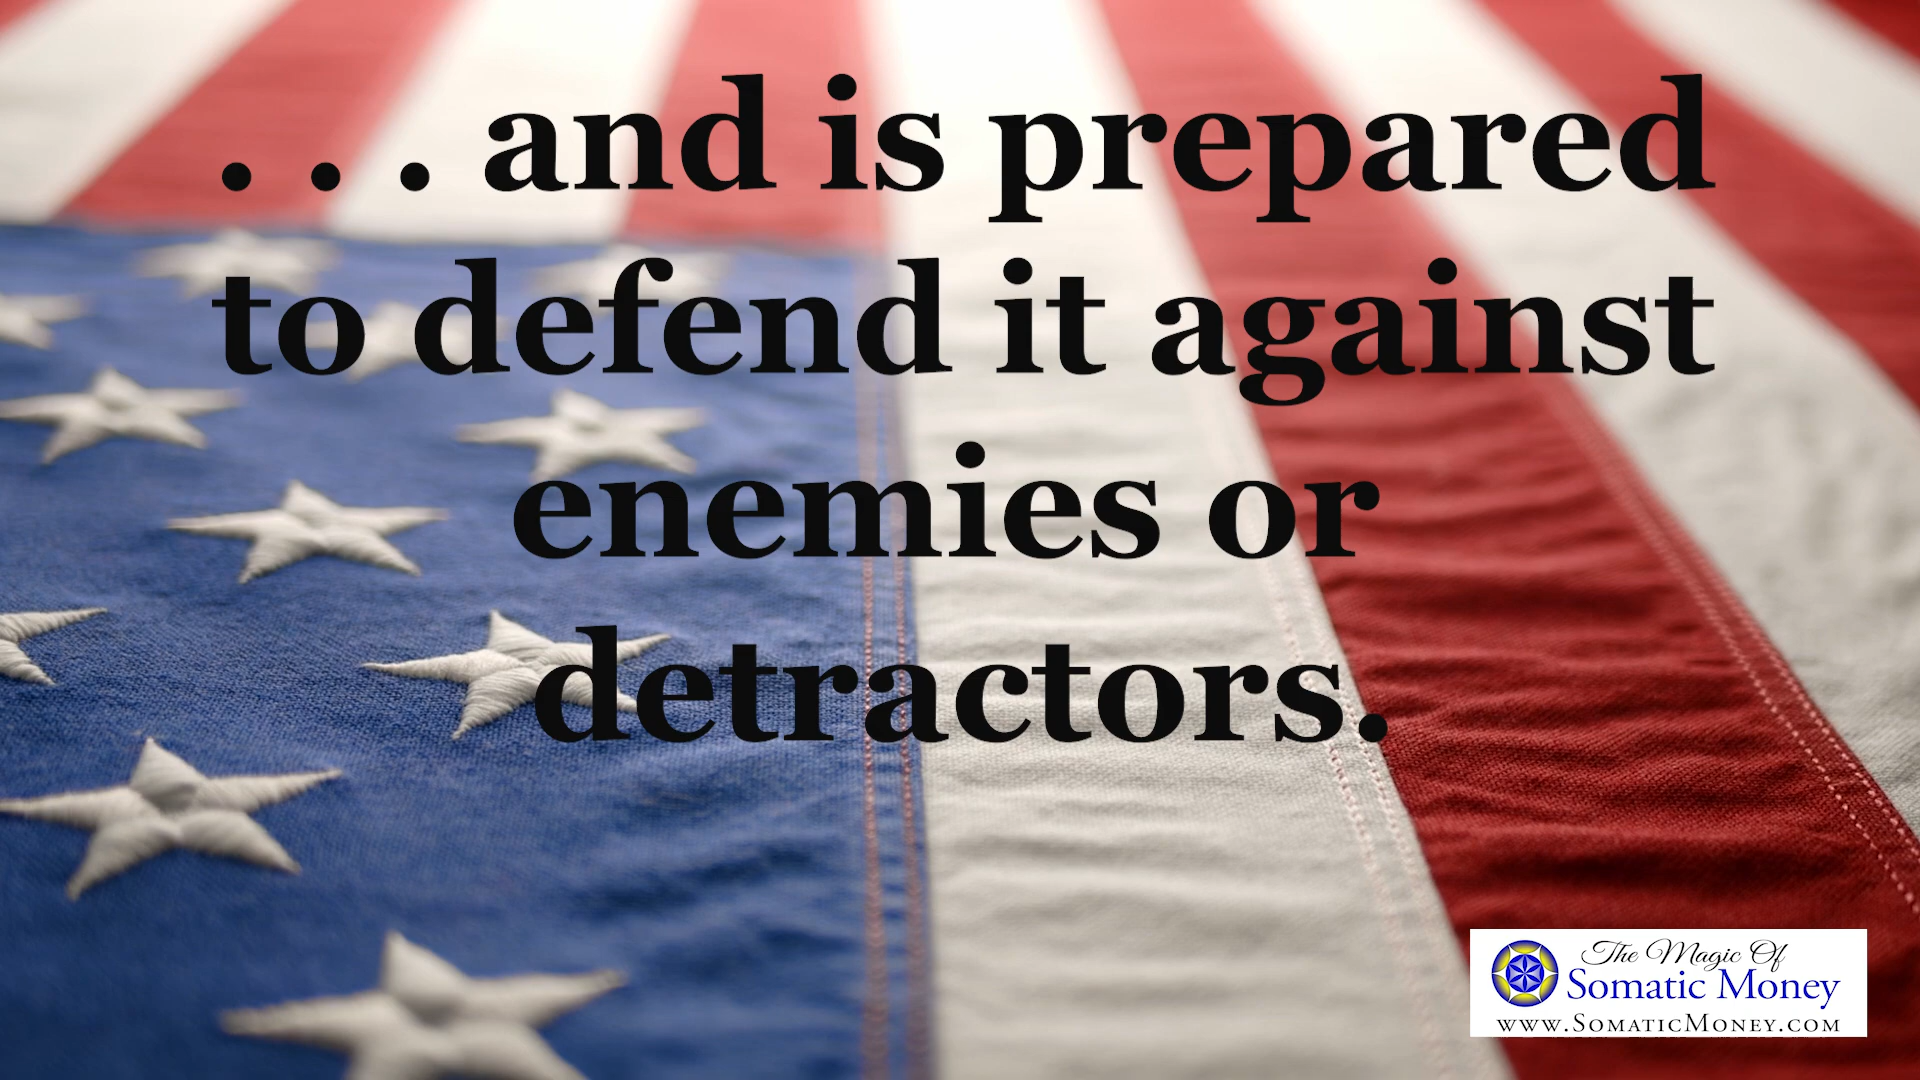 . . . and is prepared
to defend it against
enemies or
detractors.
The Magic Of
Somatic Money
www.SomaticMoney.com